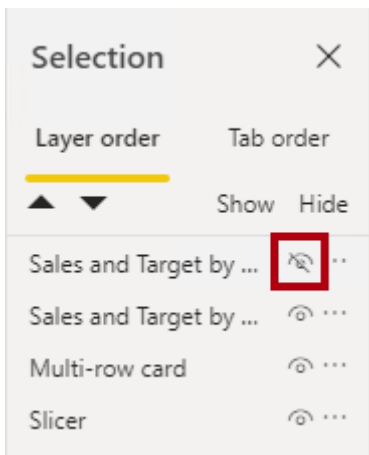 Selection
Layer order Tab order
Show Hide
Sales and Target by ...
Sales and Target by ...
Multi-row card
Slicer